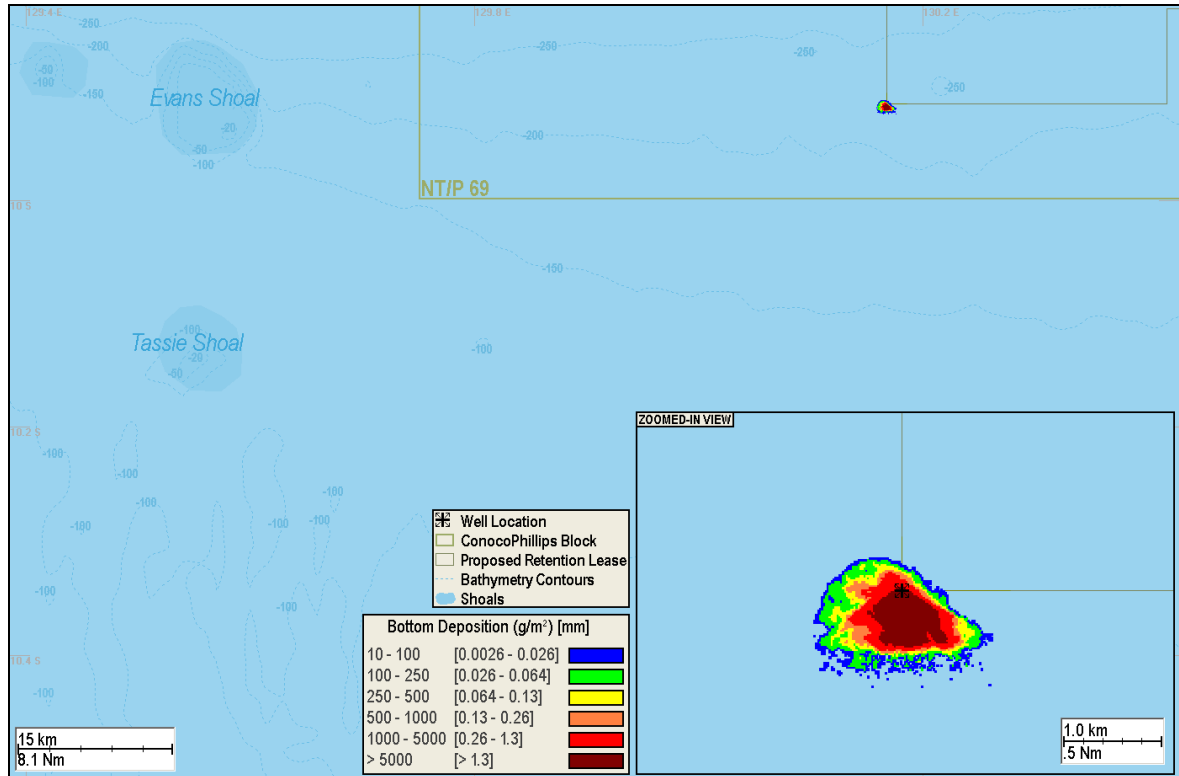 129.4 E
129.8 E
130.2 E
-260
-200
-50
-100
-150
Evans Shoal
-20
-50
-100
-250
-250
-250
-200
NT/P 69
10 S
-150
-100
Tassie Shoal
-20
-50
-100
10.2 S
-100
-100
-100
-100
-100
-100
-100
-100
-100
10.4 S
-100
-100
ZOOMED-IN VIEW
Well Location
ConocoPhillips Block
Proposed Retention Lease
Bathymetry Contours
Shoals
Bottom Deposition (g/m²) [mm]
10 - 100 [0.0026 - 0.026]
100 - 250 [0.026 - 0.064]
250 - 500 [0.064 - 0.13]
500 - 1000 [0.13 - 0.26]
1000 - 5000 [0.26 - 1.3]
> 5000 [> 1.3]
15 km
8.1 Nm
1.0 km
.5 Nm